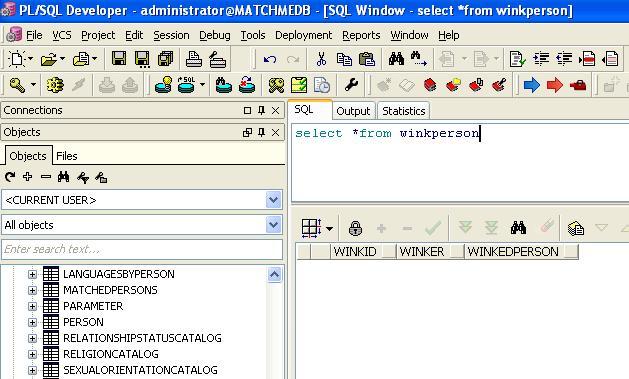 PL/SQL Developer - administrator@MATCHMEDB - [SQL Window - select *from winkperson]
File VCS Project Edit Session Debug Tools Deployment Reports Window Help
Connections
Objects
Objects Files
<CURRENT USER>
All objects
Enter search text...
LANGUAGESBYPERSON
MATCHEDPERSONS
PARAMETER
PERSON
RELATIONSHIPSTATUSCATALOG
RELIGIONCATALOG
SEXUALORIENTATIONCATALOG
SQL Output Statistics
select *from winkperson
WINKID WINKER WINKEDPERSON